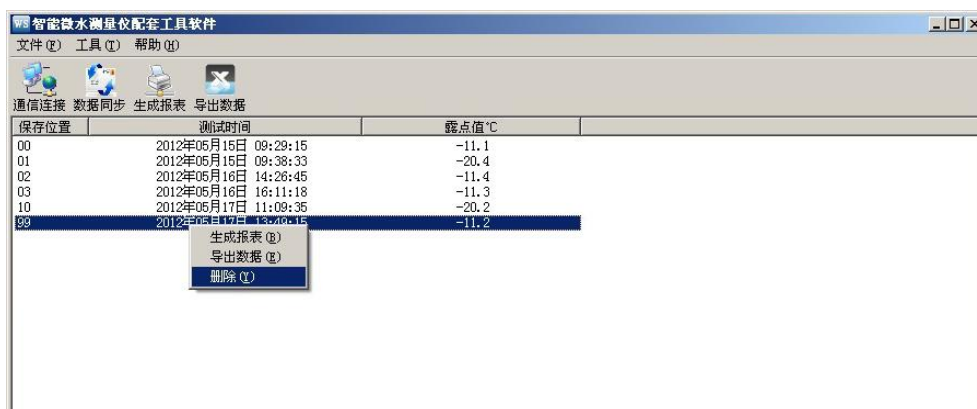 WS 智能微水测量仪配套工具软件
文件(F) 工具(T) 帮助(H)
通信连接 数据同步 生成报表 导出数据
保存位置 测试时间 露点值℃
00 2012年05月15日 09:29:15 -11.1
01 2012年05月15日 09:38:33 -20.4
02 2012年05月16日 14:26:45 -11.4
03 2012年05月16日 16:11:18 -11.3
10 2012年05月17日 11:09:35 -20.2
99 2012年05月17日 13:49:15 -11.2
生成报表(R)
导出数据(E)
删除(Y)